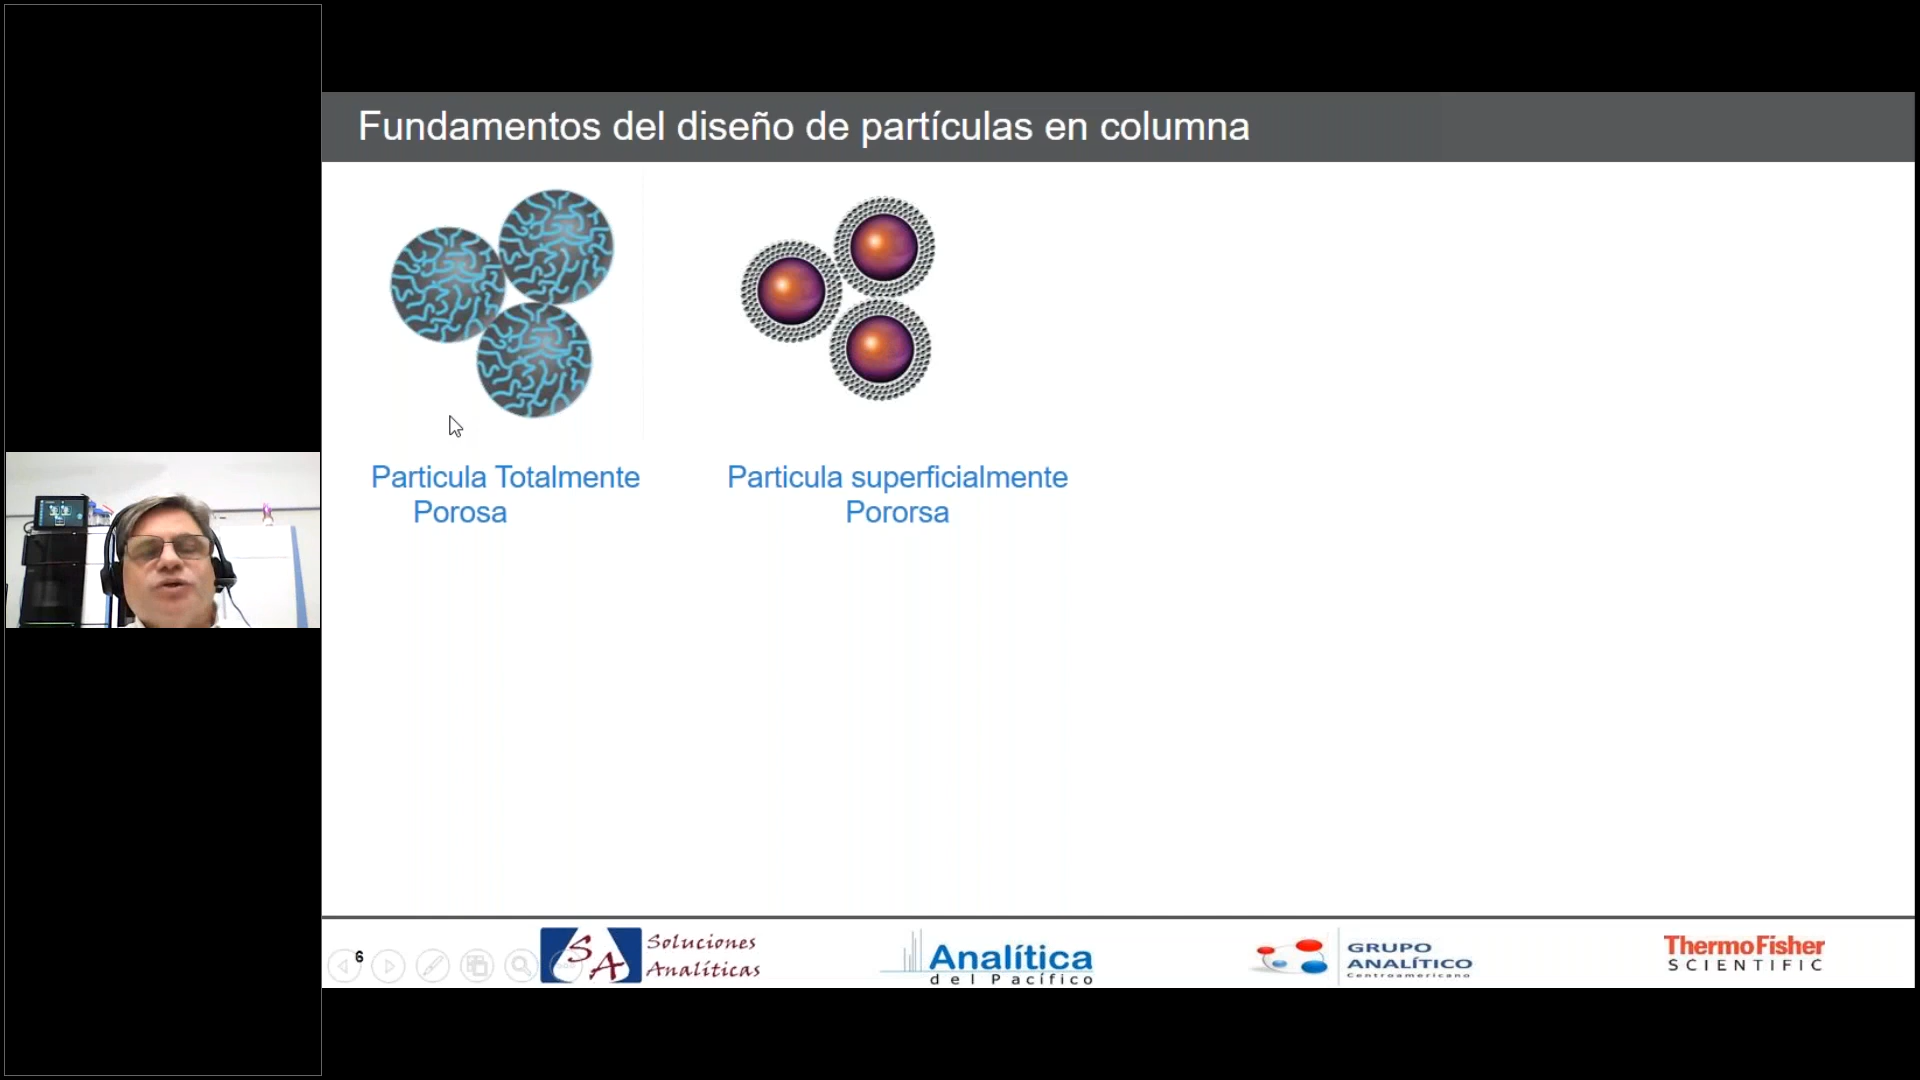 Fundamentos del diseño de partículas en columna
Particula Totalmente
Porosa
Particula superficialmente
Pororsa
6
SA
Soluciones
Analíticas
Analítica
del Pacífico
GRUPO
ANALÍTICO
Centroamericano
ThermoFisher
SCIENTIFIC